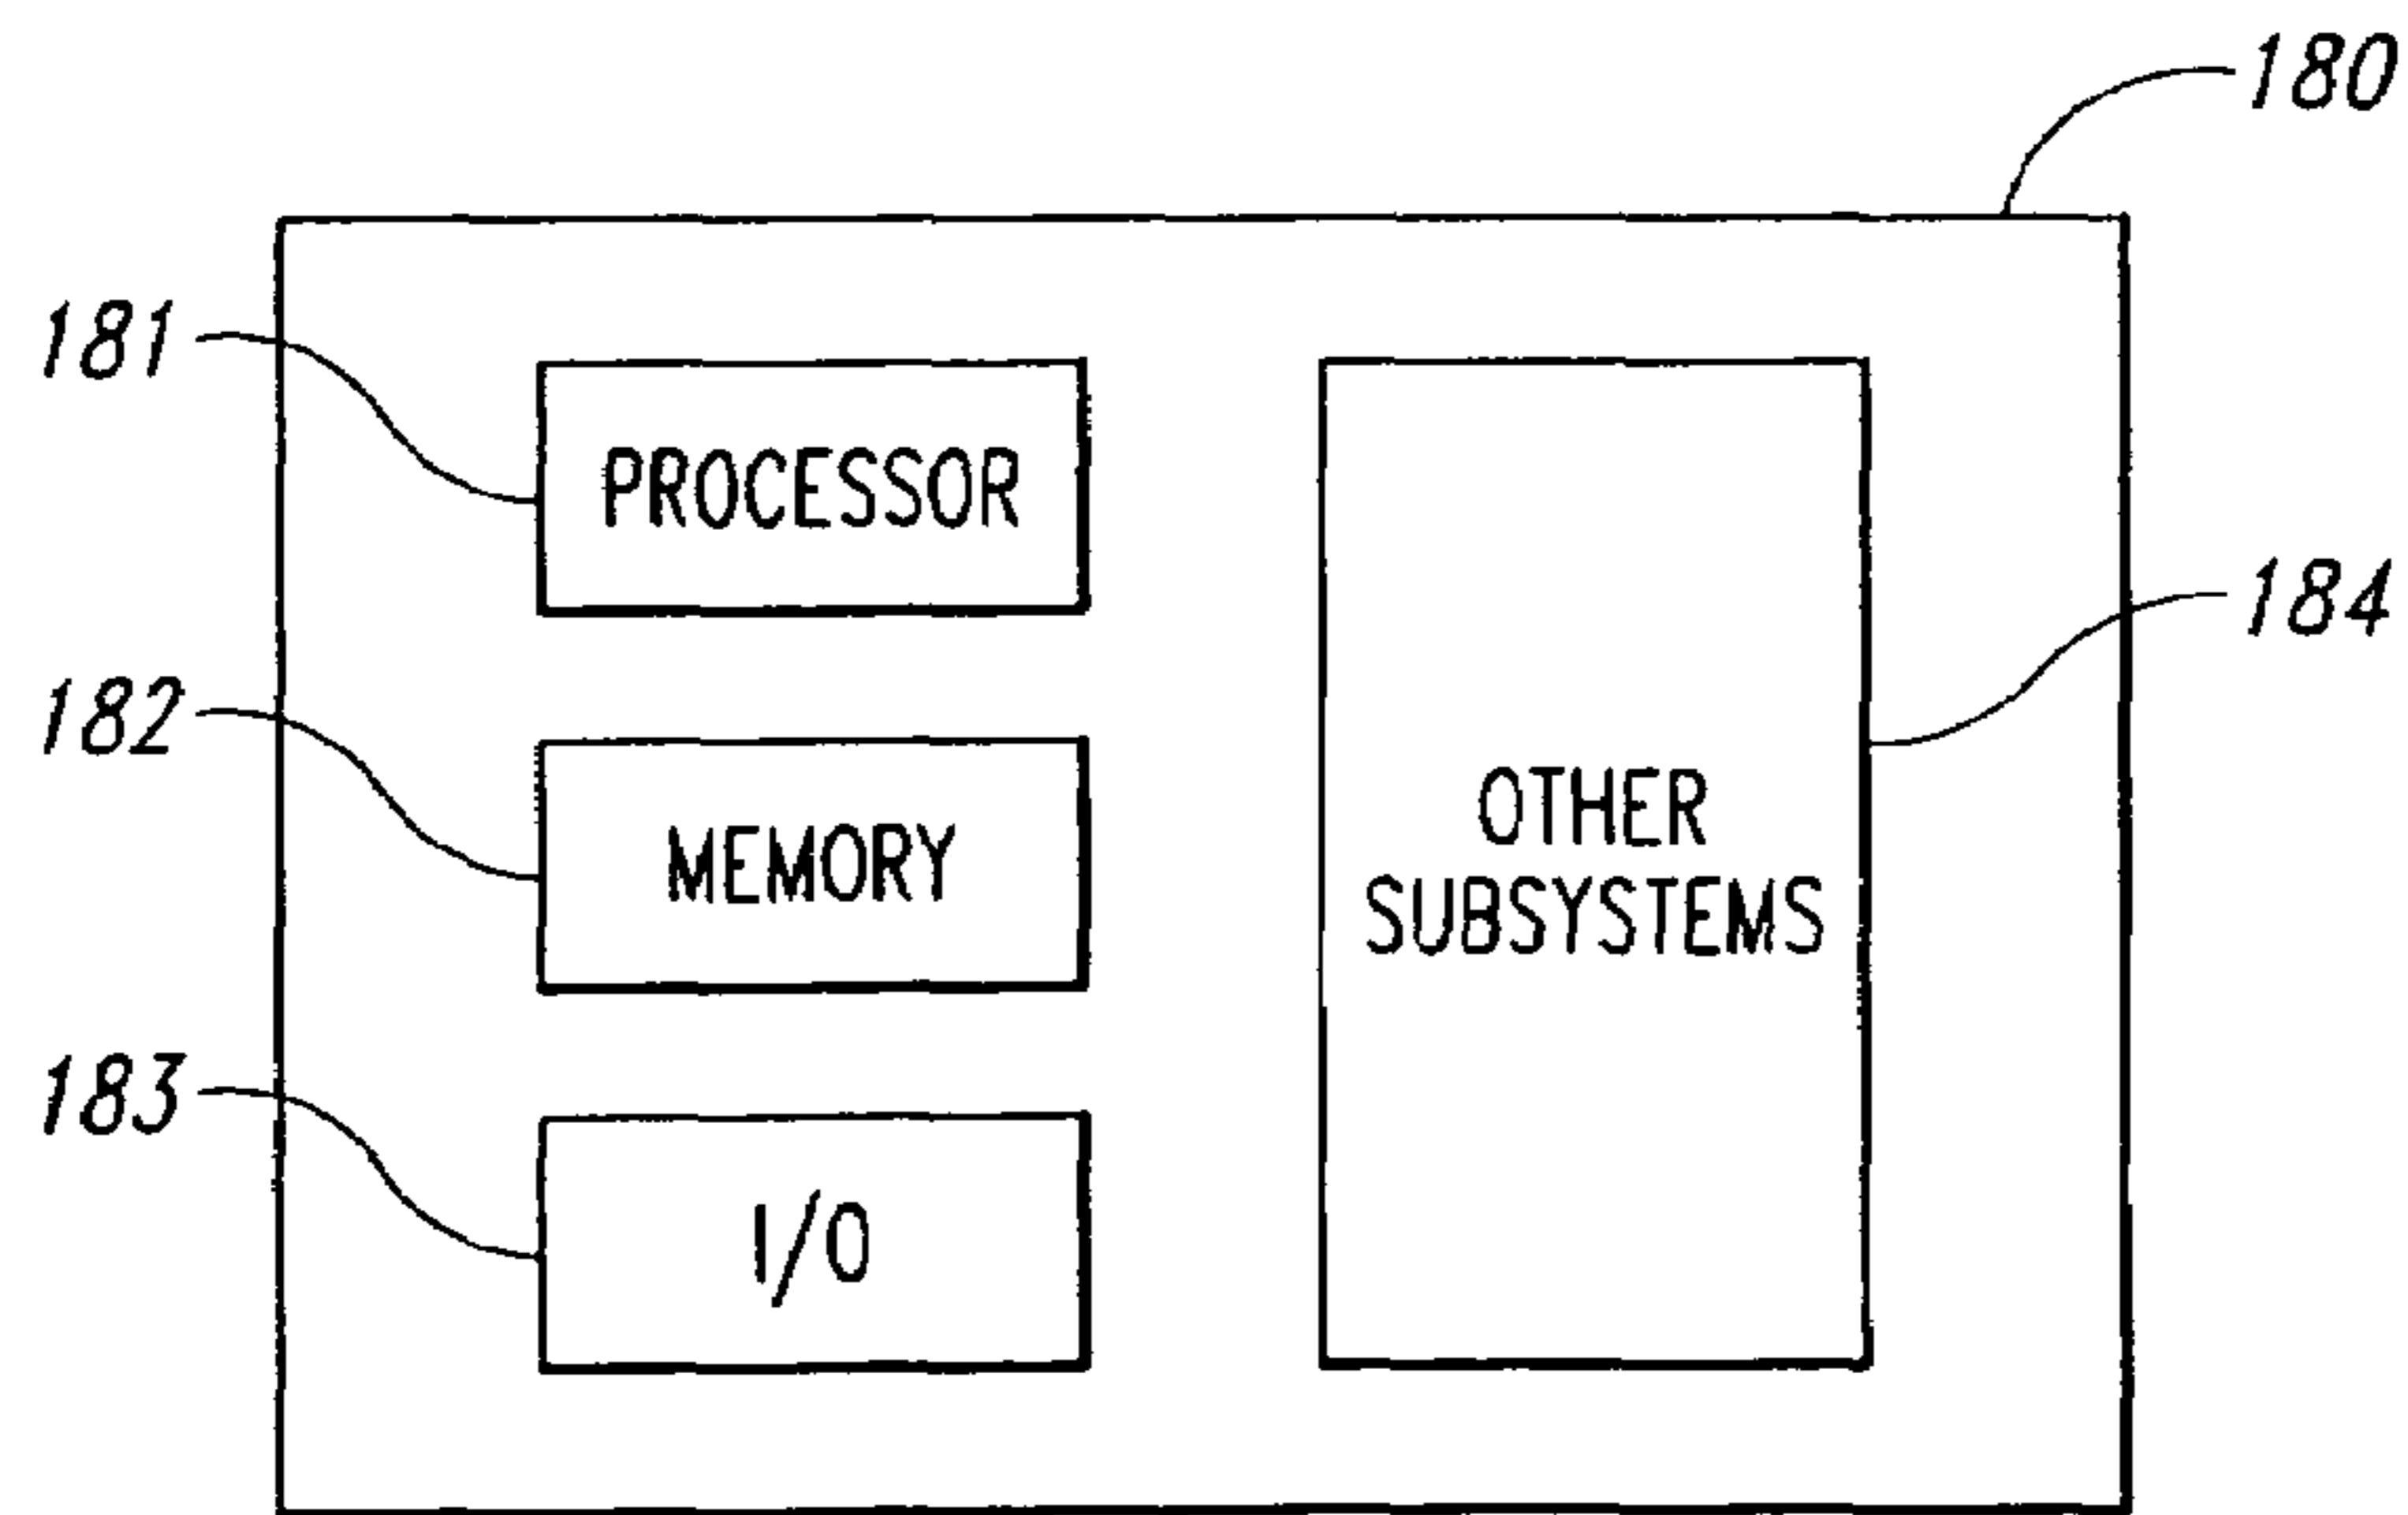 180
181
PROCESSOR
184
182
MEMORY
OTHER
SUBSYSTEMS
183
I/O